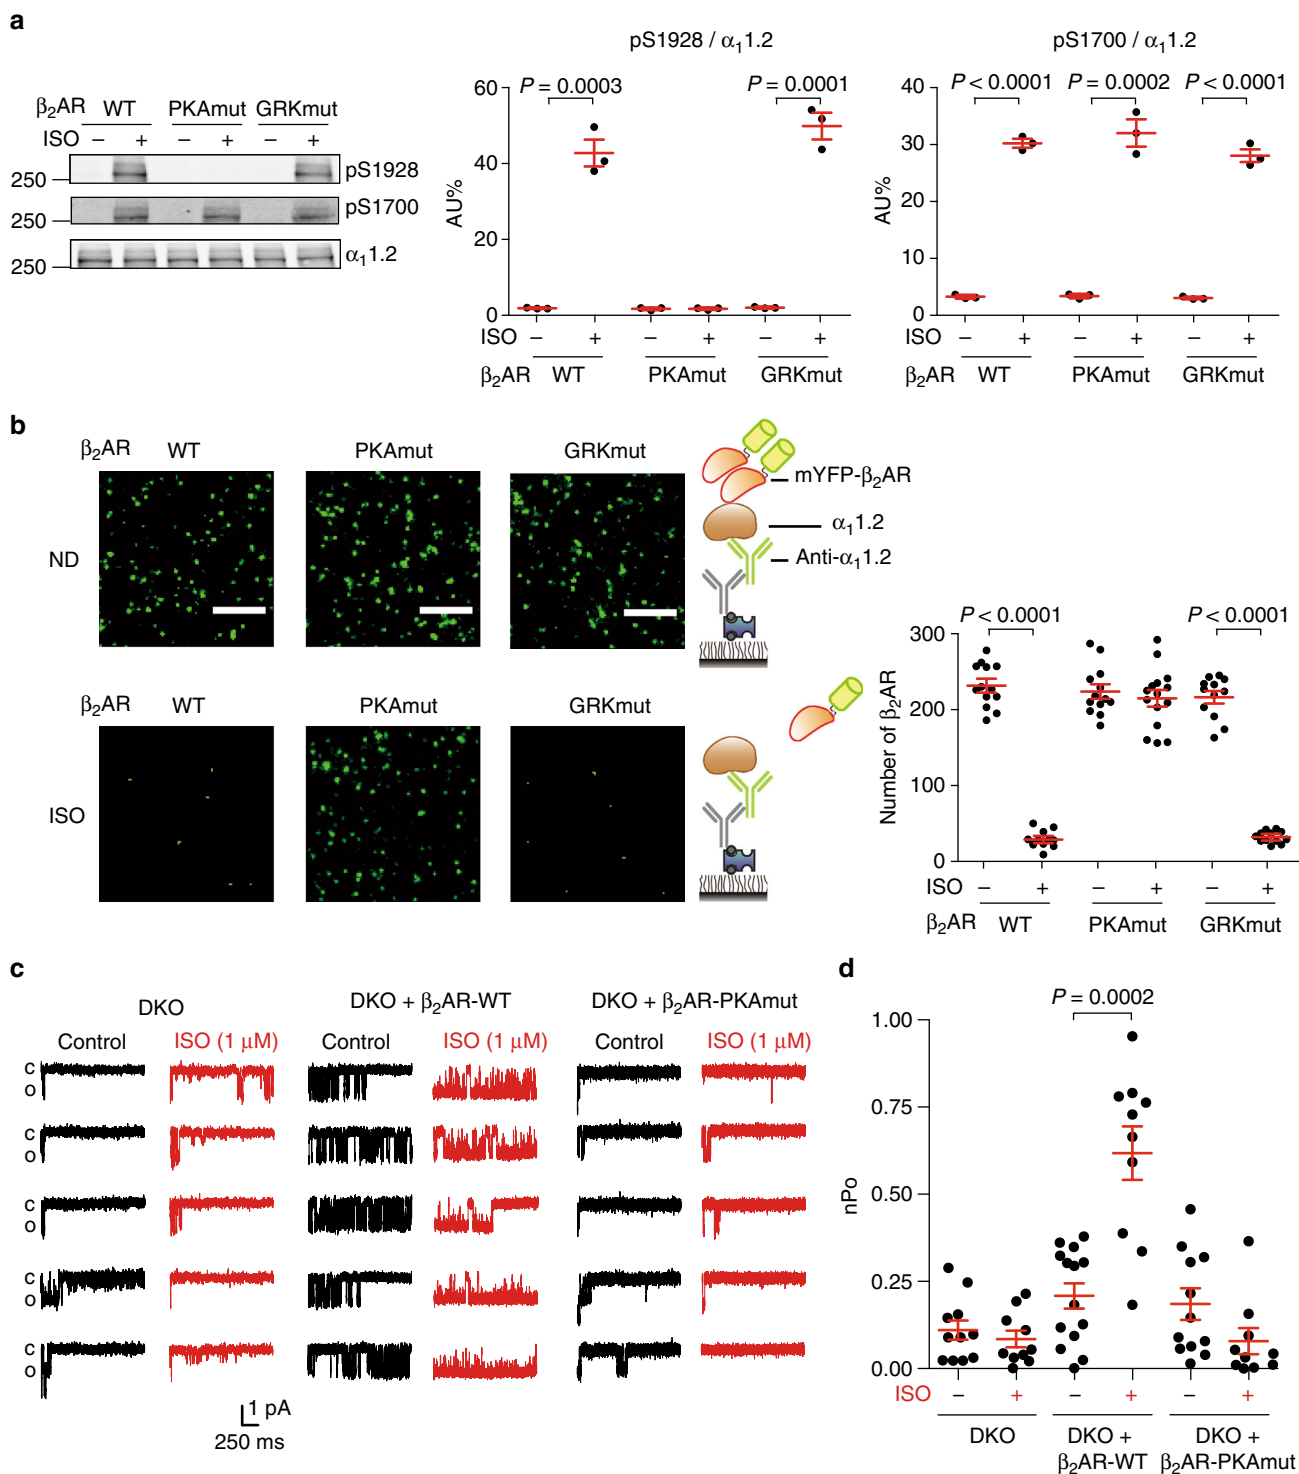 a
β2AR WT PKAmut GRKmut
ISO – + – + – +
250 pS1928
250 pS1700
250 α11.2
pS1928 / α11.2
P = 0.0003 P = 0.0001
60
40
20
0
AU%
ISO – + – + – +
β2AR WT PKAmut GRKmut
pS1700 / α11.2
P < 0.0001 P = 0.0002 P < 0.0001
40
30
20
10
0
AU%
ISO – + – + – +
β2AR WT PKAmut GRKmut
b
β2AR WT PKAmut GRKmut
ND
mYFP-β2AR
α11.2
Anti-α11.2
β2AR WT PKAmut GRKmut
ISO
P < 0.0001 P < 0.0001
300
200
100
0
Number of β2AR
ISO – + – + – +
β2AR WT PKAmut GRKmut
c
DKO DKO + β2AR-WT DKO + β2AR-PKAmut
Control ISO (1 μM) Control ISO (1 μM) Control ISO (1 μM)
C
O
C
O
C
O
C
O
C
O
1 pA
250 ms
d
P = 0.0002
1.00
0.75
0.50
0.25
0.00
nPo
ISO – + – + – +
DKO DKO + DKO +
β2AR-WT β2AR-PKAmut